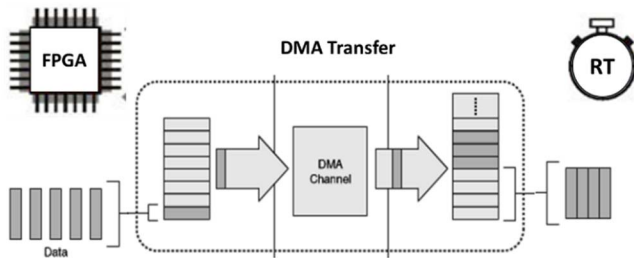 FPGA
DMA Transfer
RT
DMA
Channel
Data